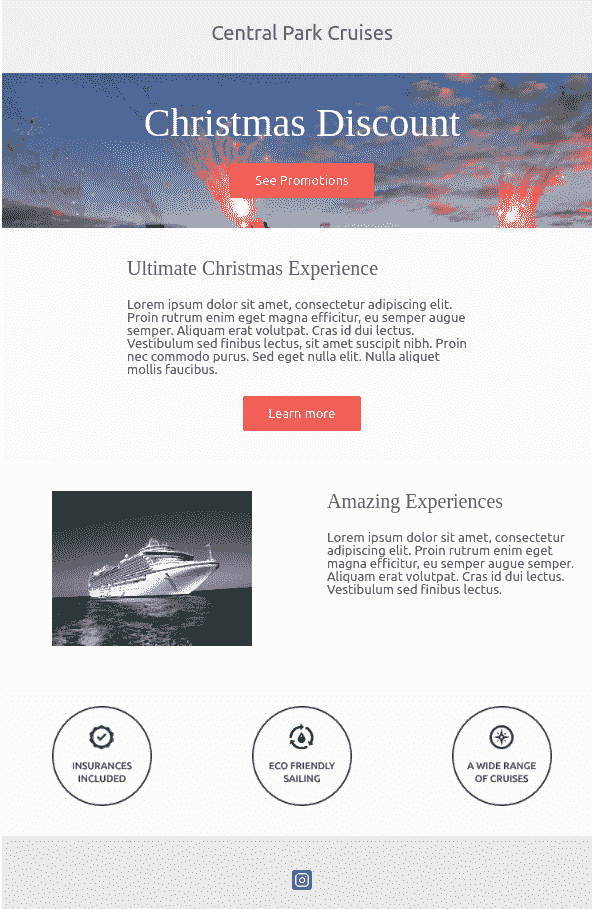 Central Park Cruises
Christmas Discount
See Promotions
Ultimate Christmas Experience
Lorem ipsum dolor sit amet, consectetur adipiscing elit.
Proin rutrum enim eget magna efficitur, eu semper augue
semper. Aliquam erat volutpat. Cras id dui lectus.
Vestibulum sed finibus lectus, sit amet suscipit nibh. Proin
nec commodo purus. Sed eget nulla elit. Nulla aliquet
mollis faucibus.
Learn more
Amazing Experiences
Lorem ipsum dolor sit amet, consectetur
adipiscing elit. Proin rutrum enim eget
magna efficitur, eu semper augue semper.
Aliquam erat volutpat. Cras id dui lectus.
Vestibulum sed finibus lectus.
INSURANCES
INCLUDED
ECO FRIENDLY
SAILING
A WIDE RANGE
OF CRUISES